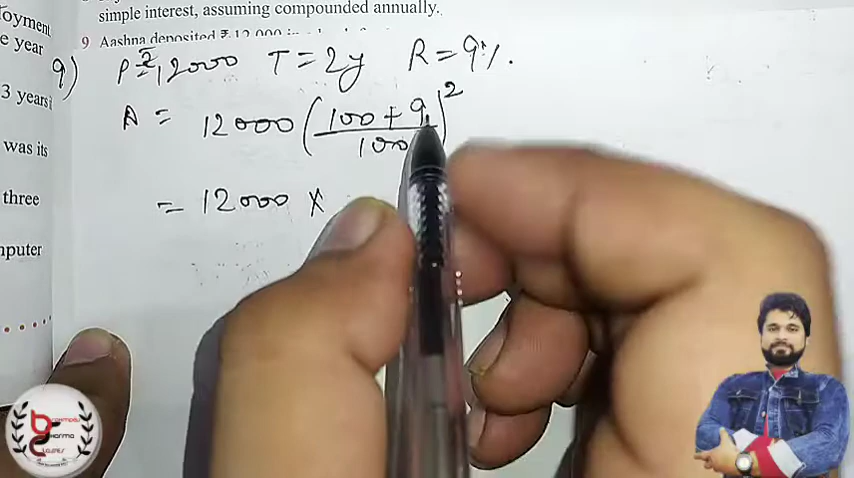 simple interest, assuming compounded annually.
9 Aashna deposited ₹ 12,000
loyment
e year
3 years
was its
three
nputer
9) P = 12000 T = 2y R = 9%.
A = 12000 (100 + 9 / 100)²
= 12000 ×